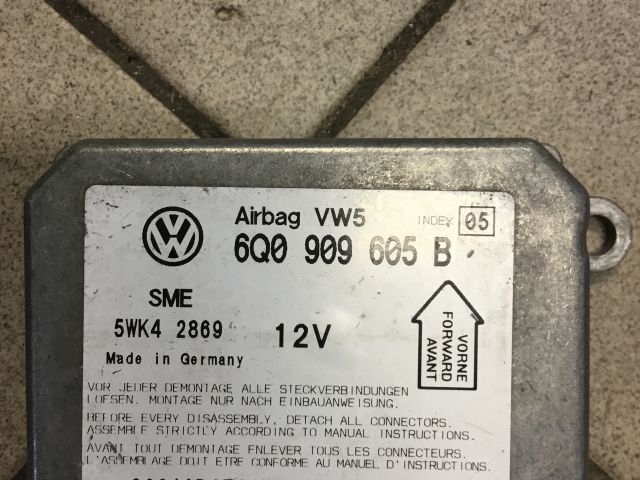 Airbag VW5 INDEX 05
6Q0 909 605 B
SME
5WK4 2869 12V
Made in Germany
VORNE
FORWARD
AVANT
VOR JEDER DEMONTAGE ALLE STECKVERBINDUNGEN
LOESEN. MONTAGE NUR NACH EINBAUANWEISUNG.
BEFORE EVERY DISASSEMBLY, DETACH ALL CONNECTORS.
ASSEMBLE STRICTLY ACCORDING TO MANUAL INSTRUCTIONS.
AVANT TOUT DEMONTAGE ENLEVER TOUS LES CONNECTEURS.
L'ASSEMBLAGE DOIT ETRE CONFORME AU MANUEL D'INSTRUCTIONS.